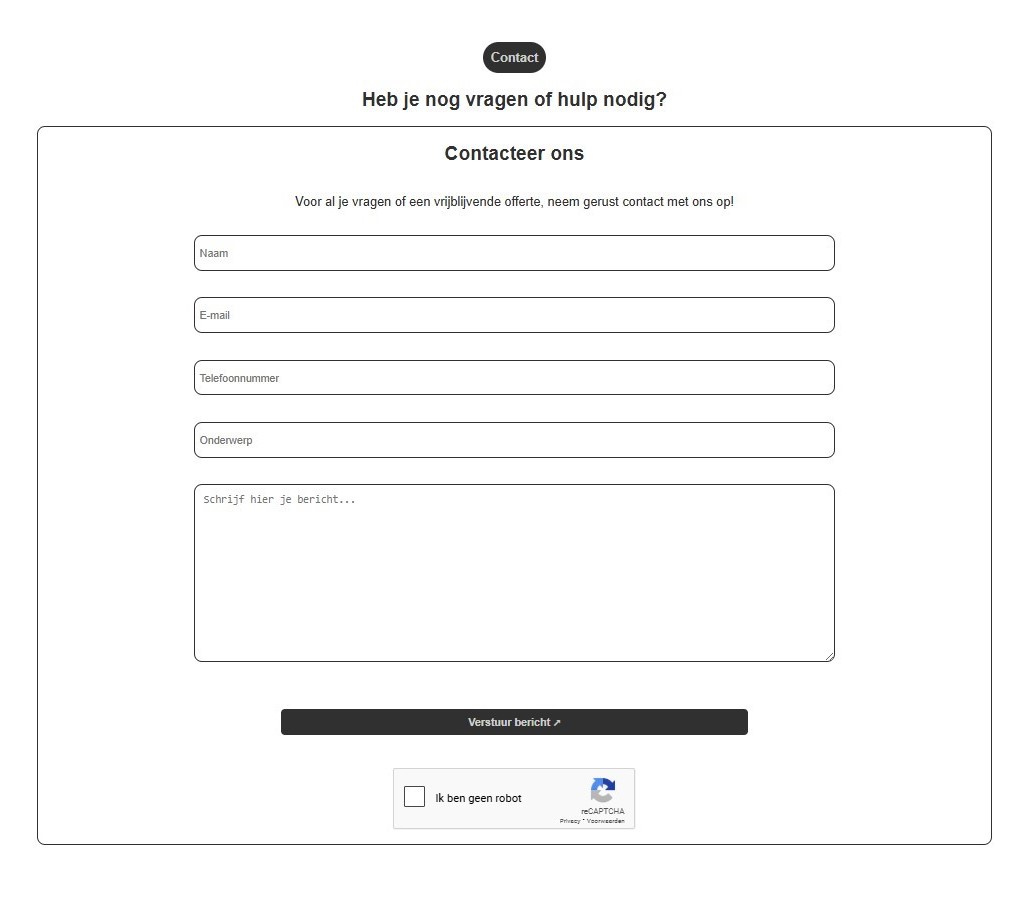 Contact
Heb je nog vragen of hulp nodig?
Contacteer ons
Voor al je vragen of een vrijblijvende offerte, neem gerust contact met ons op!
Naam
E-mail
Telefoonnummer
Onderwerp
Schrijf hier je bericht...
Verstuur bericht ↗
Ik ben geen robot
reCAPTCHA
Privacy - Voorwaarden